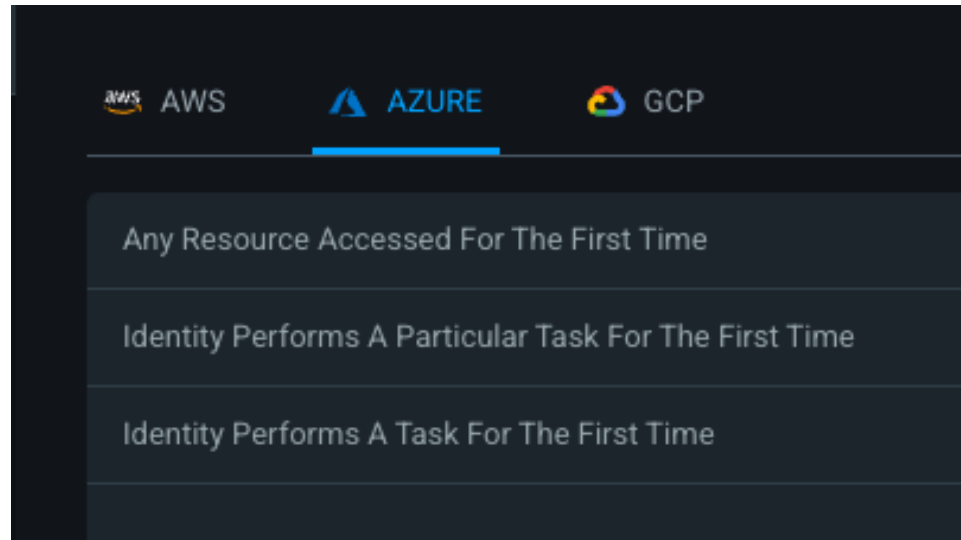 aws AWS AZURE GCP
Any Resource Accessed For The First Time
Identity Performs A Particular Task For The First Time
Identity Performs A Task For The First Time